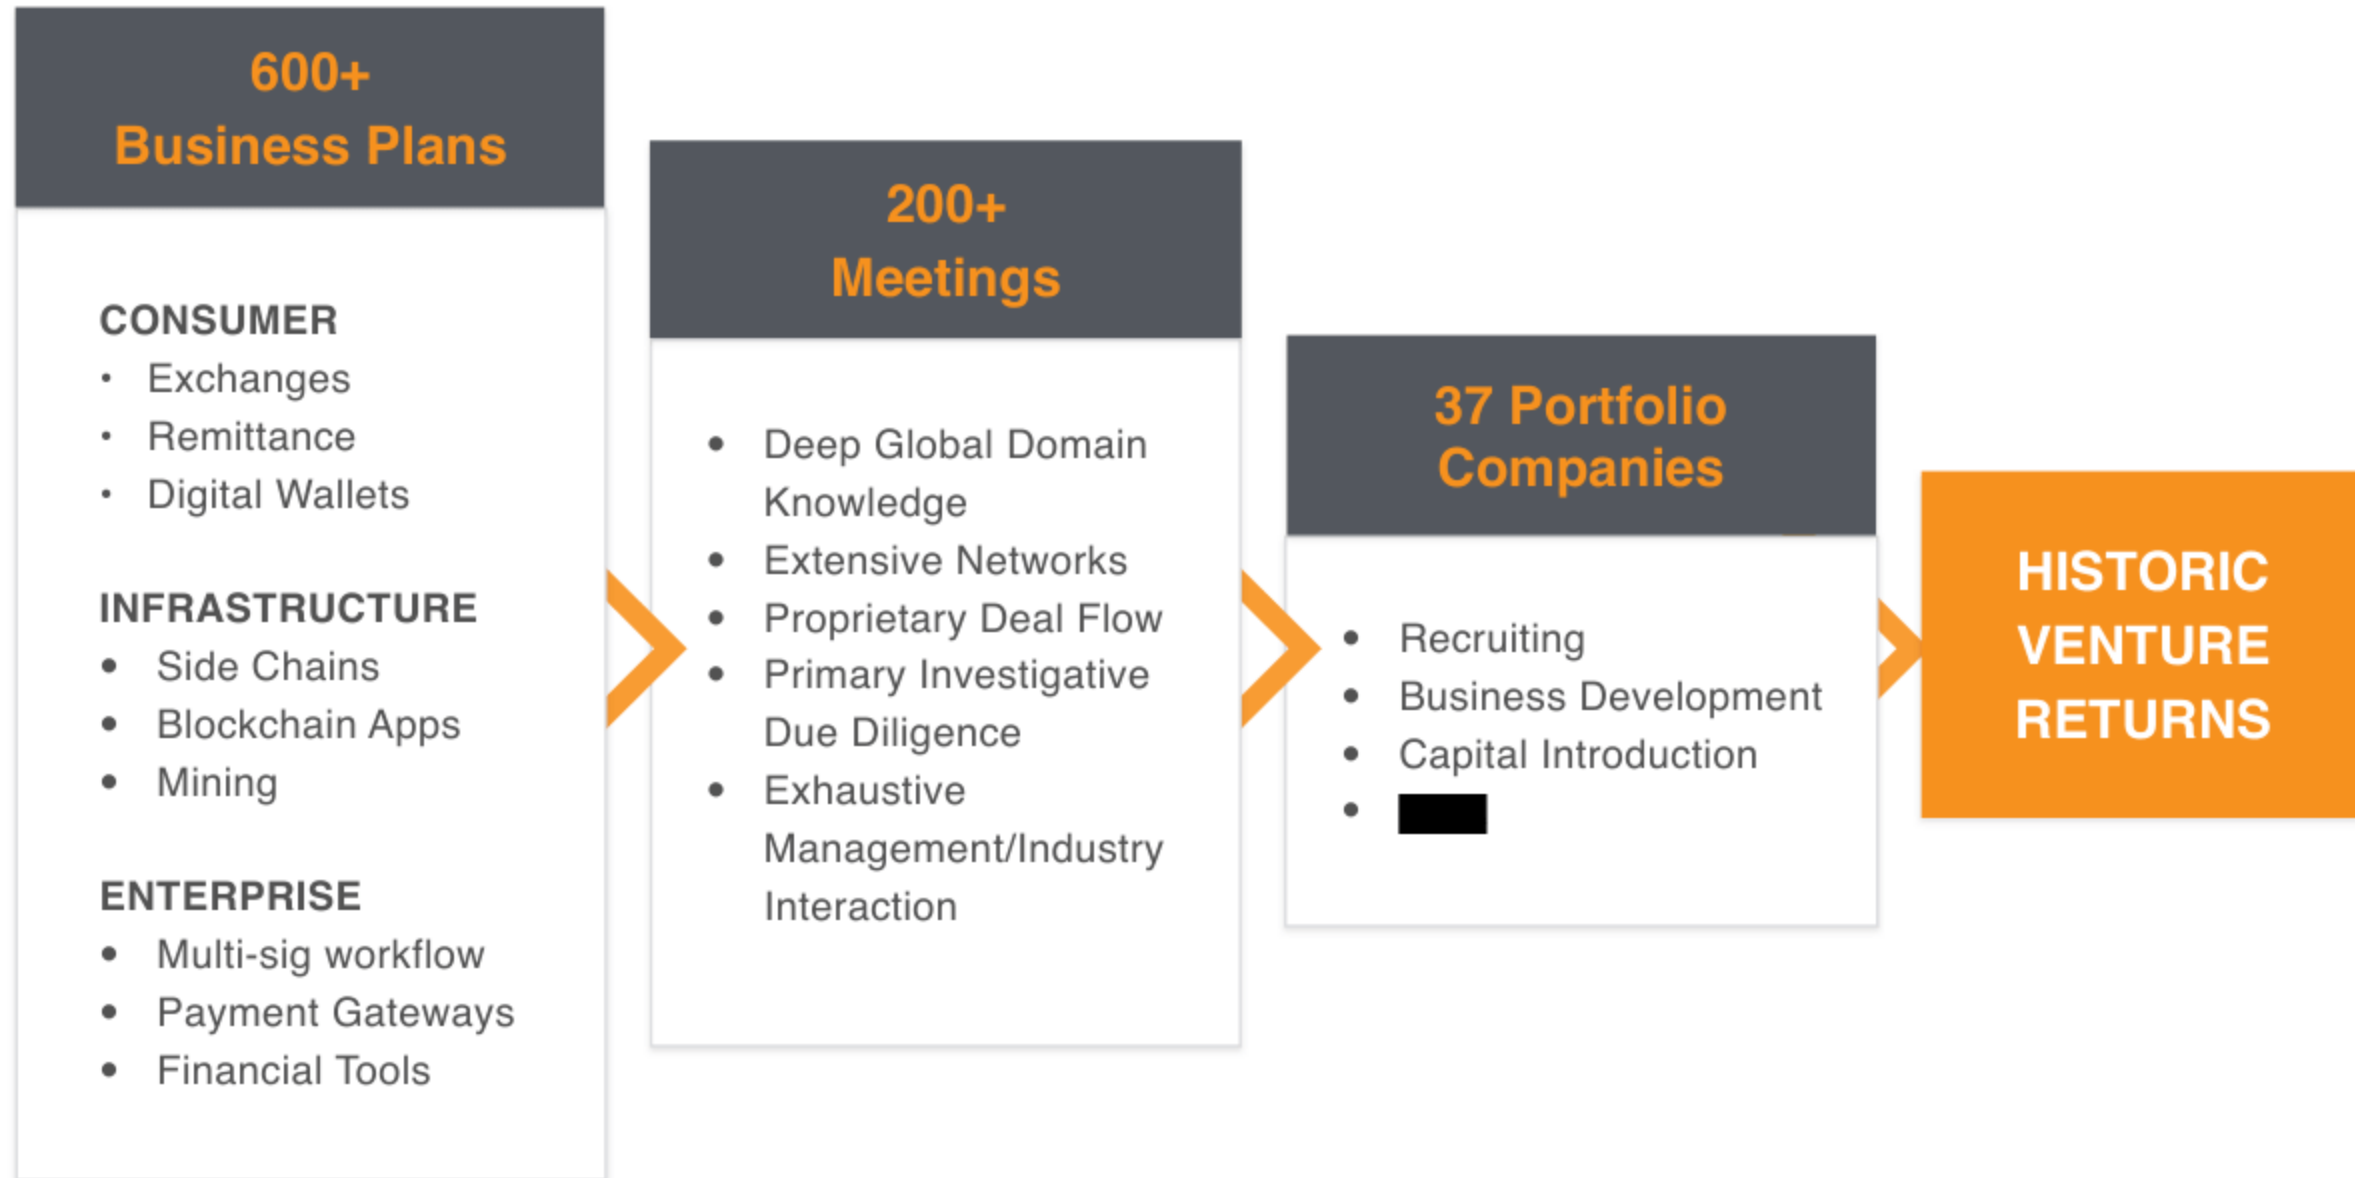 600+
Business Plans
CONSUMER
• Exchanges
• Remittance
• Digital Wallets
INFRASTRUCTURE
• Side Chains
• Blockchain Apps
• Mining
ENTERPRISE
• Multi-sig workflow
• Payment Gateways
• Financial Tools
200+
Meetings
• Deep Global Domain
Knowledge
• Extensive Networks
• Proprietary Deal Flow
• Primary Investigative
Due Diligence
• Exhaustive
Management/Industry
Interaction
37 Portfolio
Companies
• Recruiting
• Business Development
• Capital Introduction
•
HISTORIC
VENTURE
RETURNS